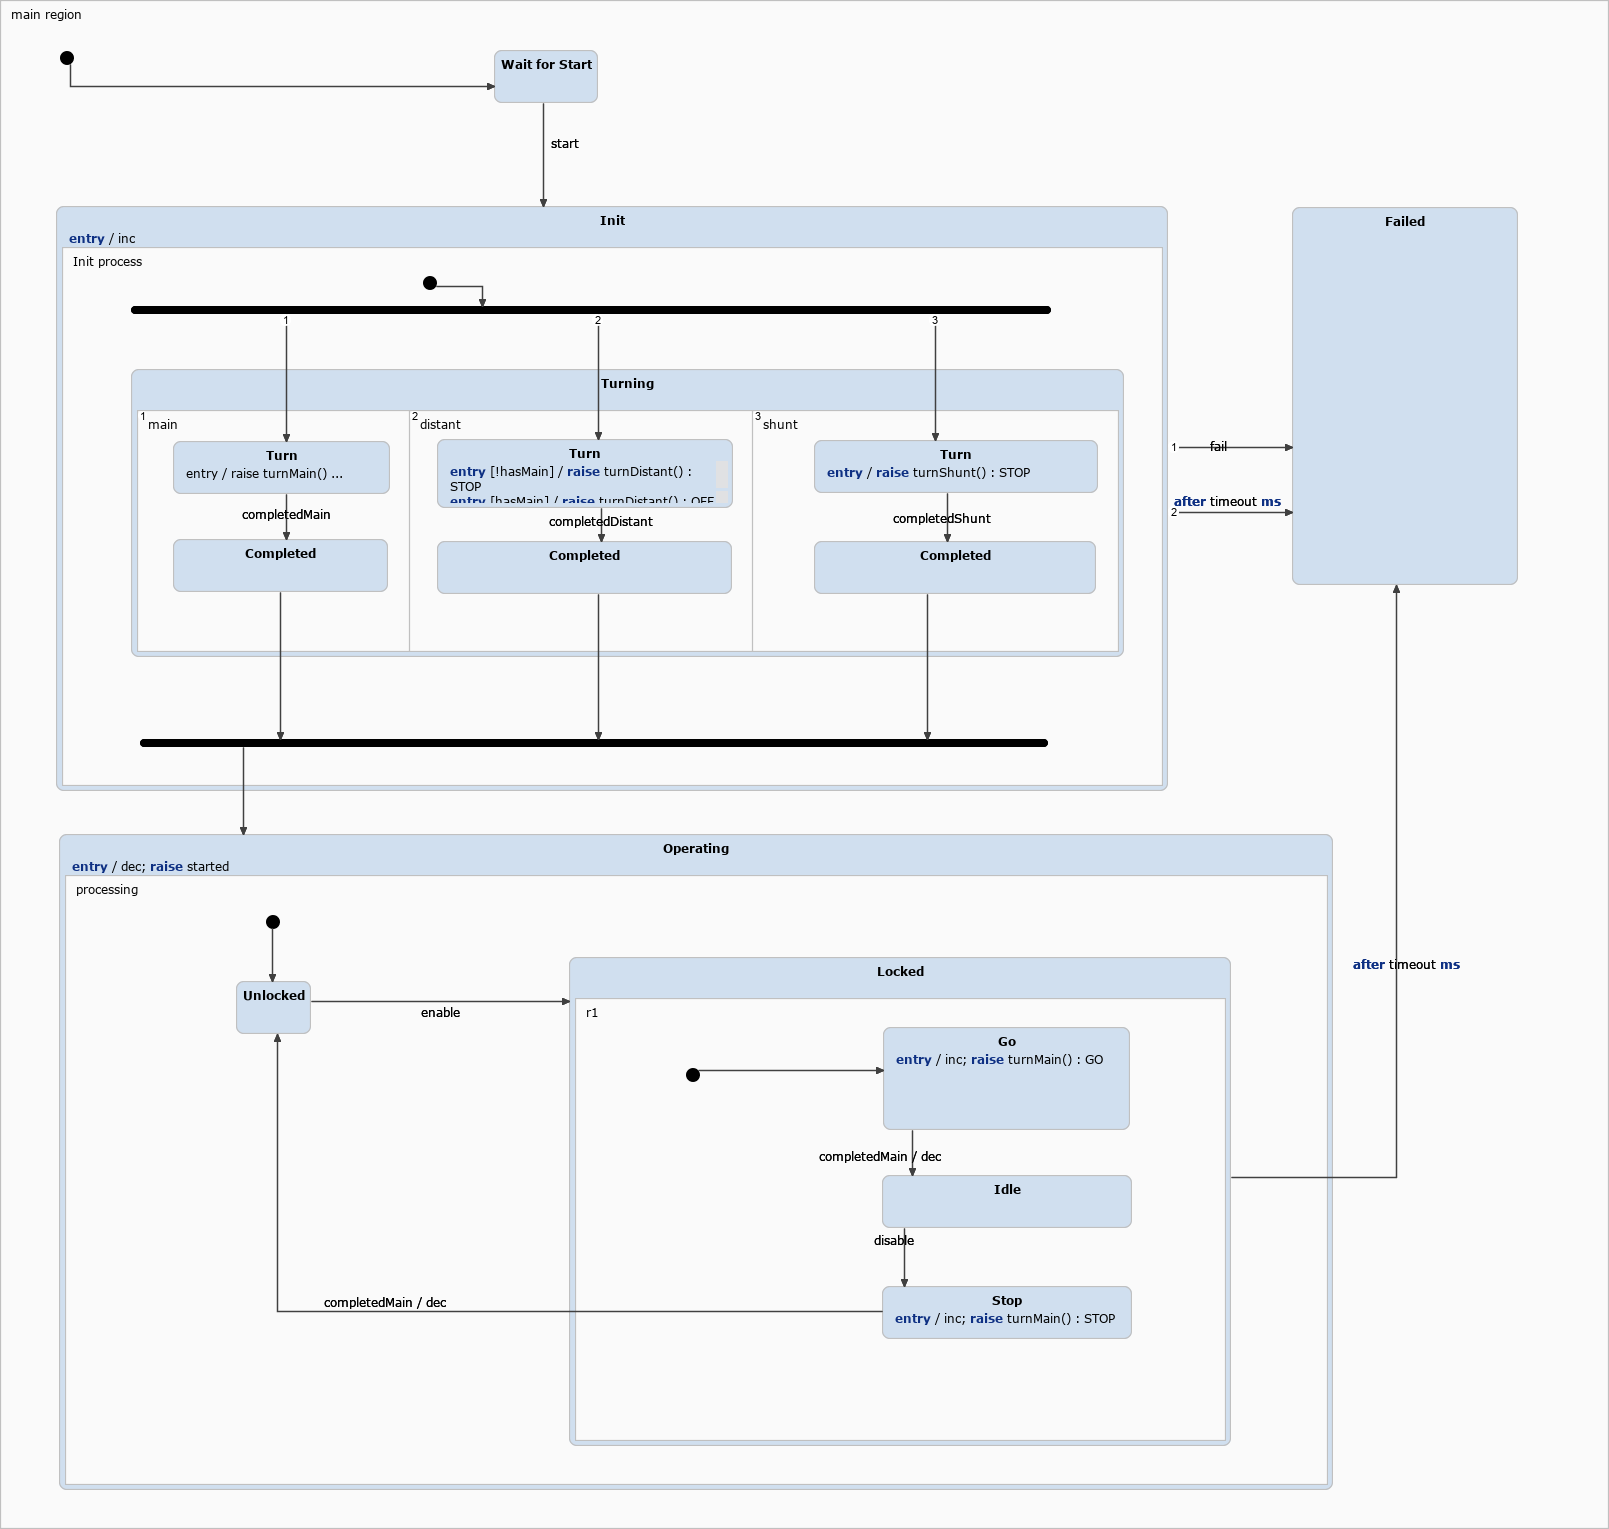 main region
Wait for Start
start
Init
entry / inc
Init process
1
2
3
Turning
1
main
2
distant
3
shunt
Turn
entry / raise turnMain() ...
Turn
entry [!hasMain] / raise turnDistant() :
STOP
entry [hasMain] / raise turnDistant() : OFF
Turn
entry / raise turnShunt() : STOP
completedMain
completedDistant
completedShunt
Completed
Completed
Completed
Failed
1
fail
after timeout ms
2
Operating
entry / dec; raise started
processing
Unlocked
enable
Locked
r1
Go
entry / inc; raise turnMain() : GO
completedMain / dec
Idle
disable
Stop
entry / inc; raise turnMain() : STOP
completedMain / dec
after timeout ms